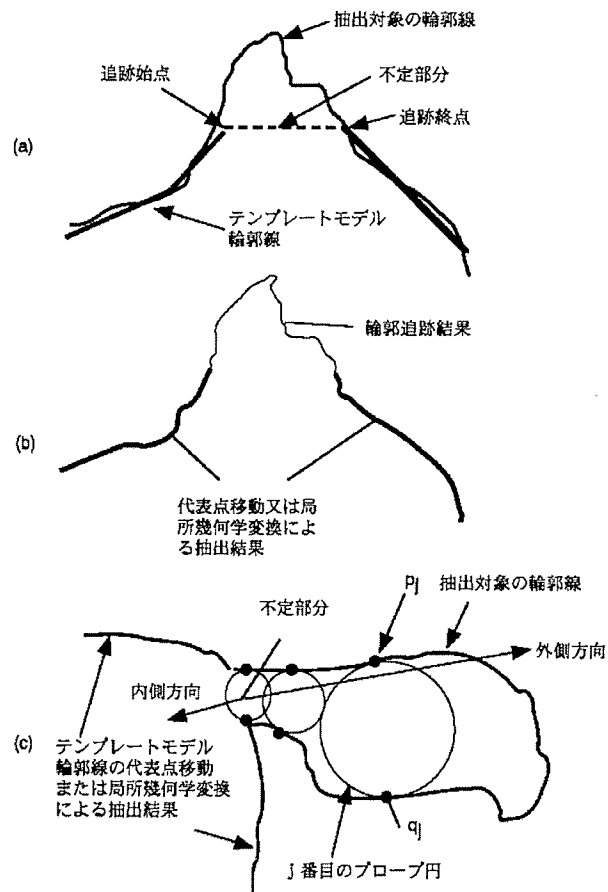 抽出対象の輪郭線
追跡始点
不定部分
追跡終点
(a)
テンプレートモデル
輪郭線
輪郭追跡結果
(b)
代表点移動又は局
所幾何学変換によ
る抽出結果
pj
抽出対象の輪郭線
不定部分
外側方向
内側方向
(c)
テンプレートモデル
輪郭線の代表点移動
または局所幾何学変換
による抽出結果
qj
j 番目のプローブ円